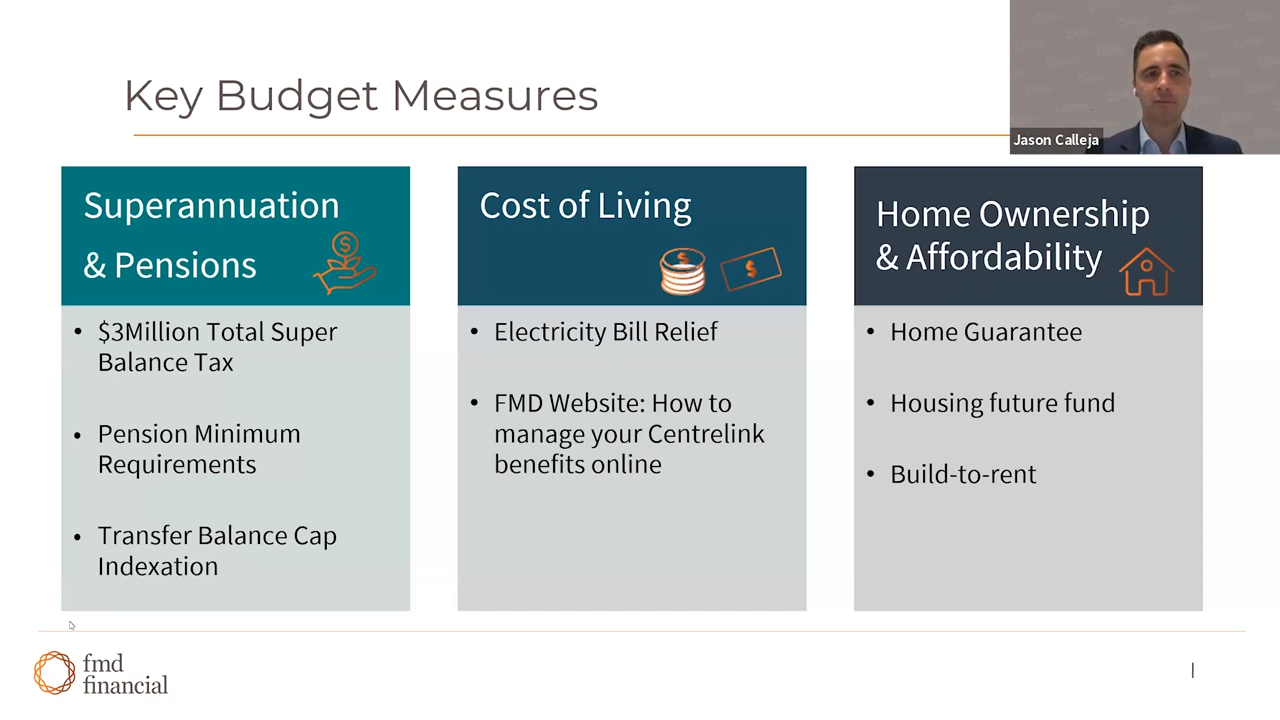 Key Budget Measures
Jason Calleja
Superannuation
& Pensions
• $3Million Total Super
Balance Tax
• Pension Minimum
Requirements
• Transfer Balance Cap
Indexation
Cost of Living
• Electricity Bill Relief
• FMD Website: How to
manage your Centrelink
benefits online
Home Ownership
& Affordability
• Home Guarantee
• Housing future fund
• Build-to-rent
fmd
financial
|